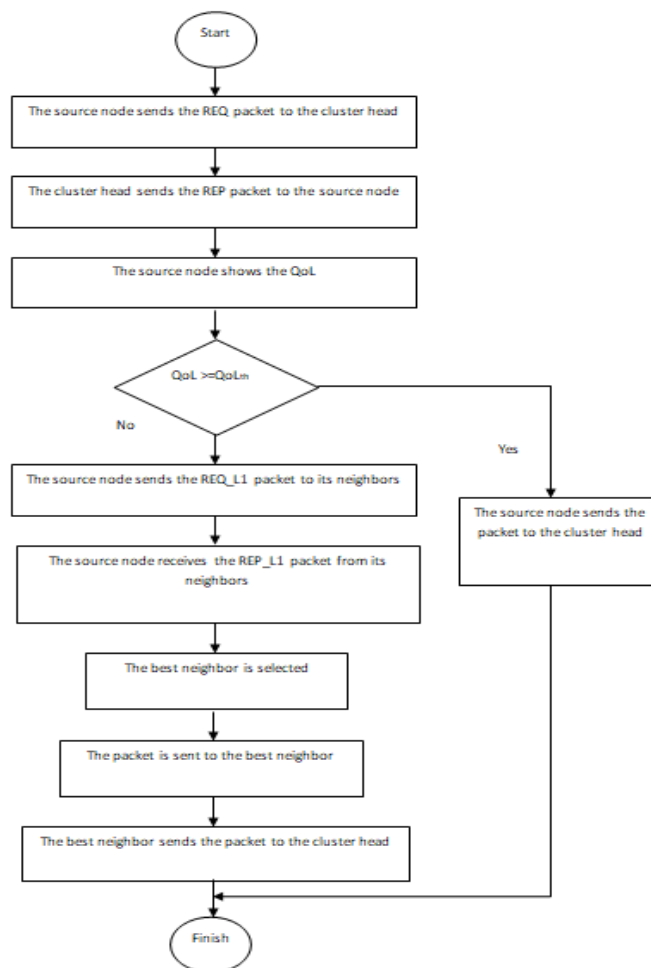 Start
The source node sends the REQ packet to the cluster head
The cluster head sends the REP packet to the source node
The source node shows the QoL
QoL >=QoLth
No
Yes
The source node sends the REQ_L1 packet to its neighbors
The source node sends the
packet to the cluster head
The source node receives the REP_L1 packet from its
neighbors
The best neighbor is selected
The packet is sent to the best neighbor
The best neighbor sends the packet to the cluster head
Finish